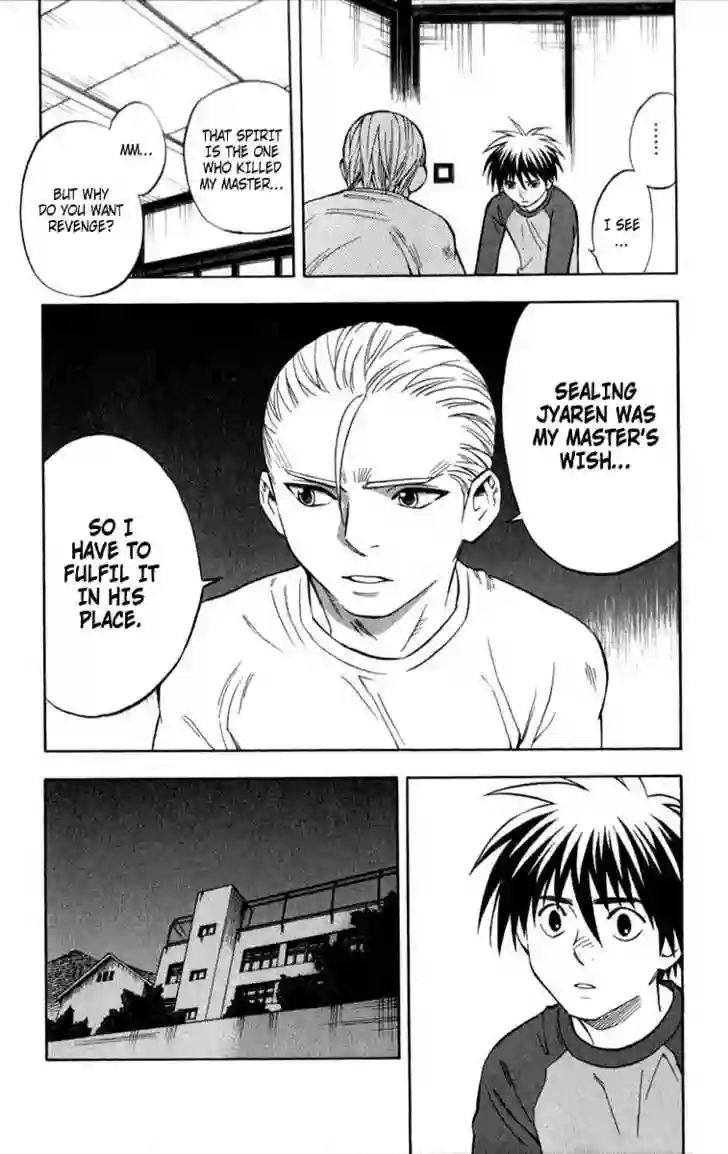 ......
I SEE
...
THAT SPIRIT
IS THE ONE
WHO KILLED
MY MASTER...
MM...
BUT WHY
DO YOU WANT
REVENGE?
SEALING
JYAREN WAS
MY MASTER'S
WISH...
SO I
HAVE TO
FULFIL IT
IN HIS
PLACE.